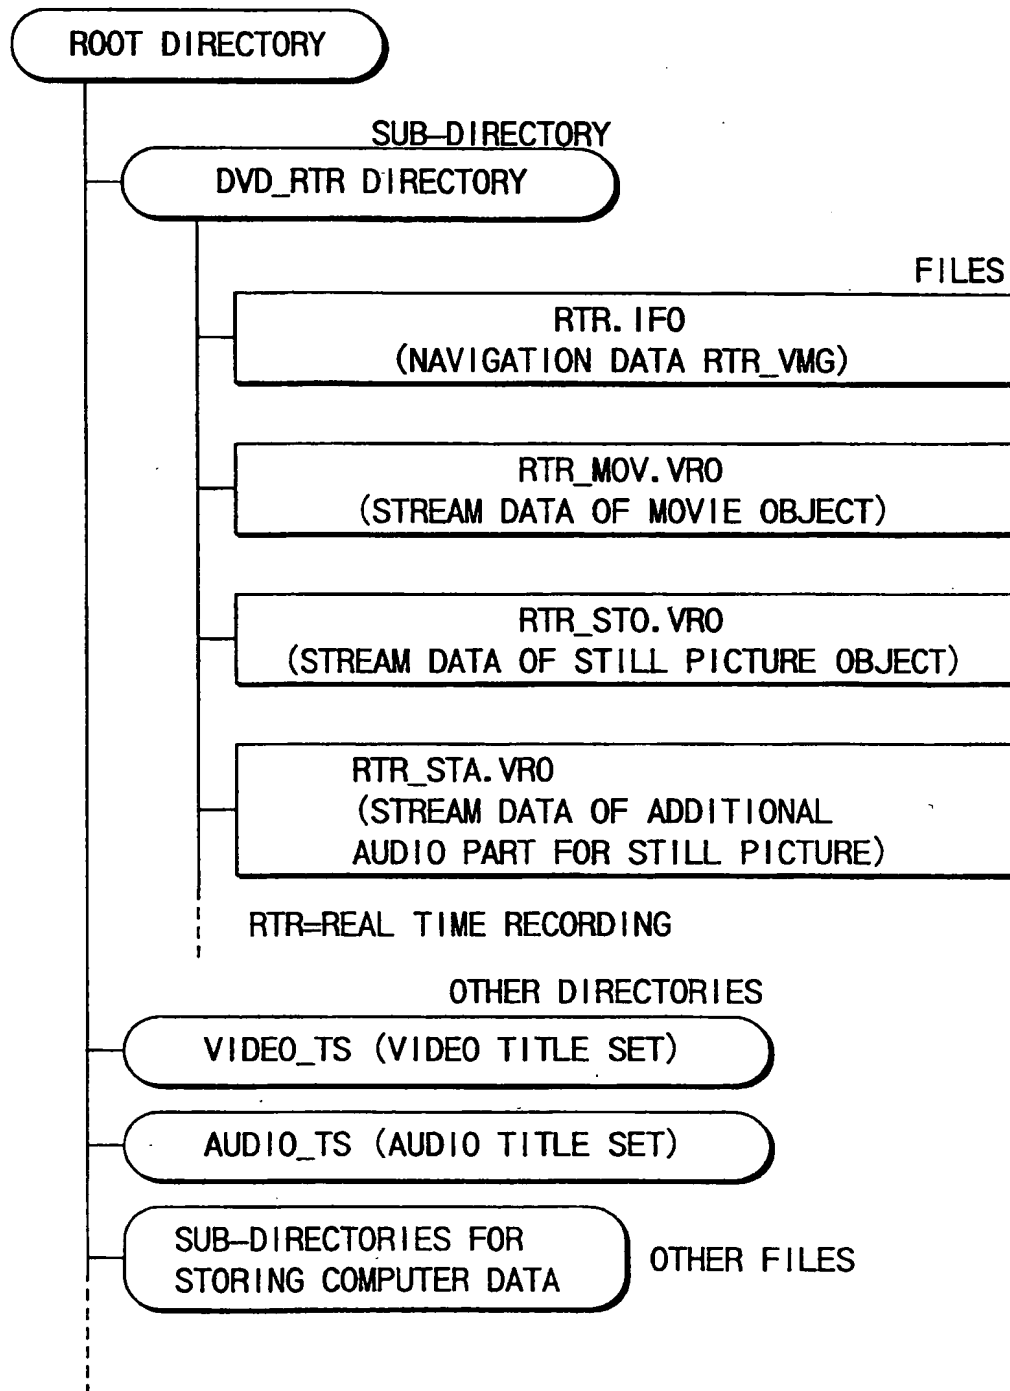 ROOT DIRECTORY
SUB-DIRECTORY
DVD_RTR DIRECTORY
FILES
RTR.IFO
(NAVIGATION DATA RTR_VMG)
RTR_MOV.VRO
(STREAM DATA OF MOVIE OBJECT)
RTR_STO.VRO
(STREAM DATA OF STILL PICTURE OBJECT)
RTR_STA.VRO
(STREAM DATA OF ADDITIONAL
AUDIO PART FOR STILL PICTURE)
RTR=REAL TIME RECORDING
OTHER DIRECTORIES
VIDEO_TS (VIDEO TITLE SET)
AUDIO_TS (AUDIO TITLE SET)
SUB-DIRECTORIES FOR
STORING COMPUTER DATA
OTHER FILES